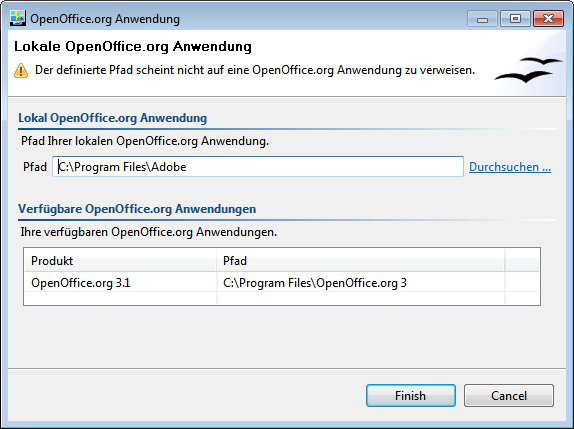 OpenOffice.org Anwendung
Lokale OpenOffice.org Anwendung
Der definierte Pfad scheint nicht auf eine OpenOffice.org Anwendung zu verweisen.
Lokal OpenOffice.org Anwendung
Pfad Ihrer lokalen OpenOffice.org Anwendung.
Pfad C:\Program Files\Adobe Durchsuchen ...
Verfügbare OpenOffice.org Anwendungen
Ihre verfügbaren OpenOffice.org Anwendungen.
Produkt Pfad
OpenOffice.org 3.1 C:\Program Files\OpenOffice.org 3
Finish Cancel